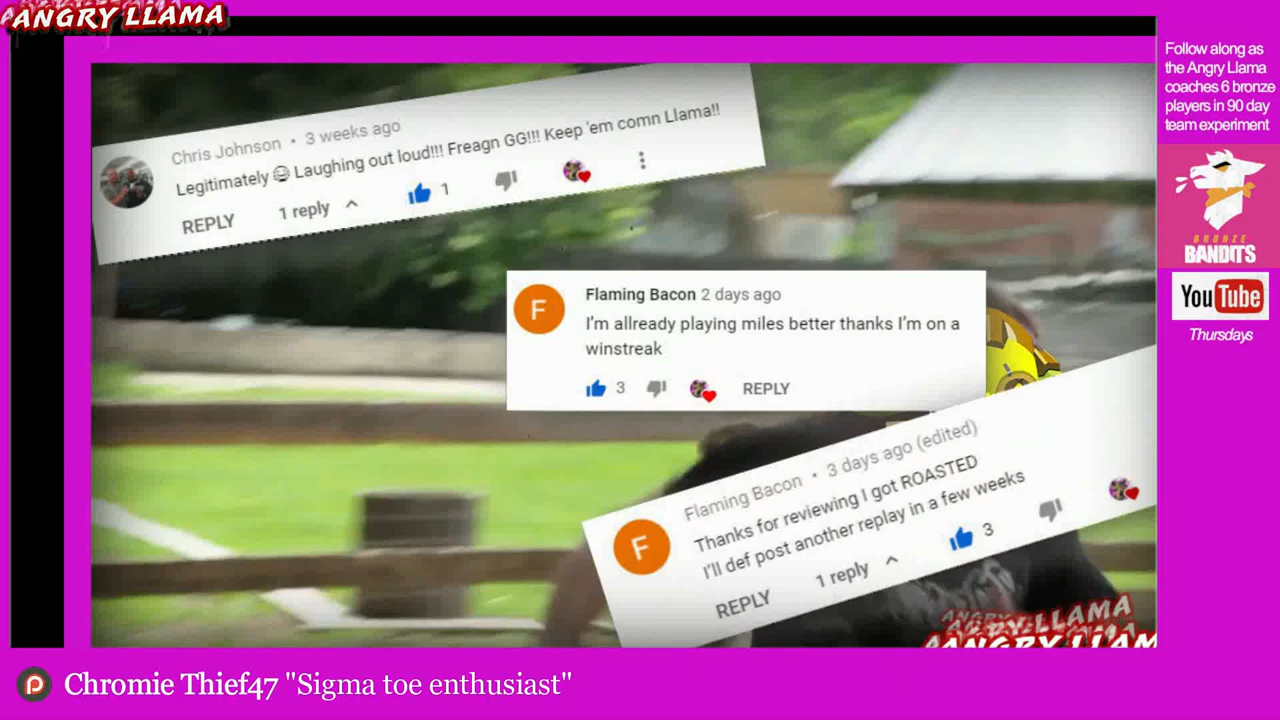 ANGRY LLAMA
Follow along as
the Angry Llama
coaches 6 bronze
players in 90 day
team experiment
BRONZE
BANDITS
YouTube
Thursdays
Chris Johnson • 3 weeks ago
Legitimately 😂 Laughing out loud!!! Freagn GG!!! Keep 'em comn Llama!!
1
REPLY 1 reply
Flaming Bacon 2 days ago
I'm allready playing miles better thanks I'm on a
winstreak
3 REPLY
Flaming Bacon • 3 days ago (edited)
Thanks for reviewing I got ROASTED
I'll def post another replay in a few weeks
3
REPLY 1 reply
ANGRY LLAMA
ANGRY LLAM
Chromie Thief47 "Sigma toe enthusiast"